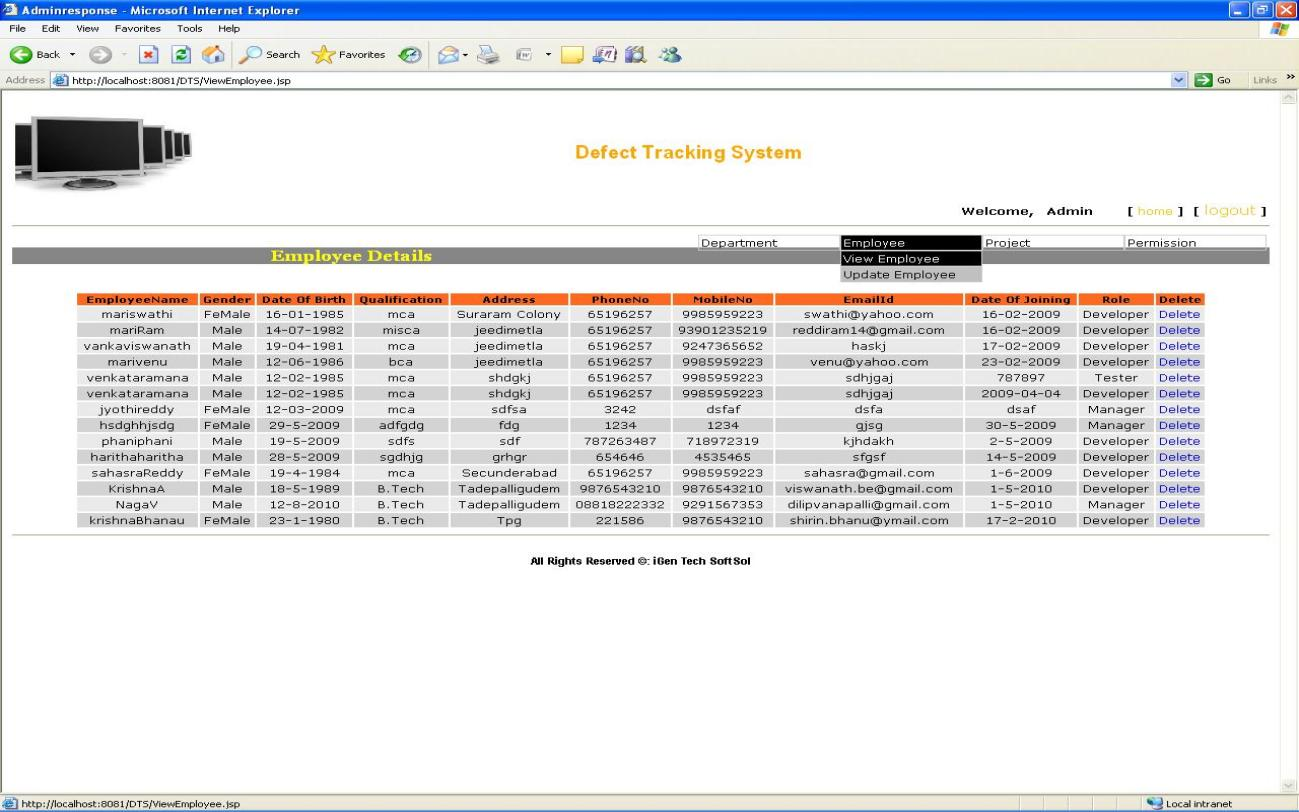 Adminresponse - Microsoft Internet Explorer
File Edit View Favorites Tools Help
Back Search Favorites
Address http://localhost:8081/DTS/ViewEmployee.jsp Go Links »
Defect Tracking System
Welcome, Admin [ home ] [ logout ]
Department Employee Project Permission
Employee Details
View Employee
Update Employee
EmployeeName Gender Date Of Birth Qualification Address PhoneNo MobileNo EmailId Date Of Joining Role Delete
mariswathi FeMale 16-01-1985 mca Suraram Colony 65196257 9985959223 swathi@yahoo.com 16-02-2009 Developer Delete
mariRam Male 14-07-1982 misca jeedimetla 65196257 93901235219 reddiram14@gmail.com 16-02-2009 Developer Delete
vankaviswanath Male 19-04-1981 mca jeedimetla 65196257 9247365652 haskj 17-02-2009 Developer Delete
marivenu Male 12-06-1986 bca jeedimetla 65196257 9985959223 venu@yahoo.com 23-02-2009 Developer Delete
venkataramana Male 12-02-1985 mca shdgkj 65196257 9985959223 sdhjgaj 787897 Tester Delete
venkataramana Male 12-02-1985 mca shdgkj 65196257 9985959223 sdhjgaj 2009-04-04 Developer Delete
jyothireddy FeMale 12-03-2009 mca sdfsa 3242 dsfaf dsfa dsaf Manager Delete
hsdghhjsdg FeMale 29-5-2009 adfgdg fdg 1234 1234 gjsg 30-5-2009 Manager Delete
phaniphani Male 19-5-2009 sdfs sdf 787263487 718972319 kjhdakh 2-5-2009 Developer Delete
harithaharitha Male 28-5-2009 sgdhjg grhgr 654646 4535465 sfgsf 14-5-2009 Developer Delete
sahasraReddy FeMale 19-4-1984 mca Secunderabad 65196257 9985959223 sahasra@gmail.com 1-6-2009 Developer Delete
KrishnaA Male 18-5-1989 B.Tech Tadepalligudem 9876543210 9876543210 viswanath.be@gmail.com 1-5-2010 Developer Delete
NagaV Male 12-8-2010 B.Tech Tadepalligudem 08818222332 9291567353 dilipvanapalli@gmail.com 1-5-2010 Manager Delete
krishnaBhanau FeMale 23-1-1980 B.Tech Tpg 221586 9876543210 shirin.bhanu@ymail.com 17-2-2010 Developer Delete
All Rights Reserved ©: iGen Tech SoftSol
http://localhost:8081/DTS/ViewEmployee.jsp Local intranet